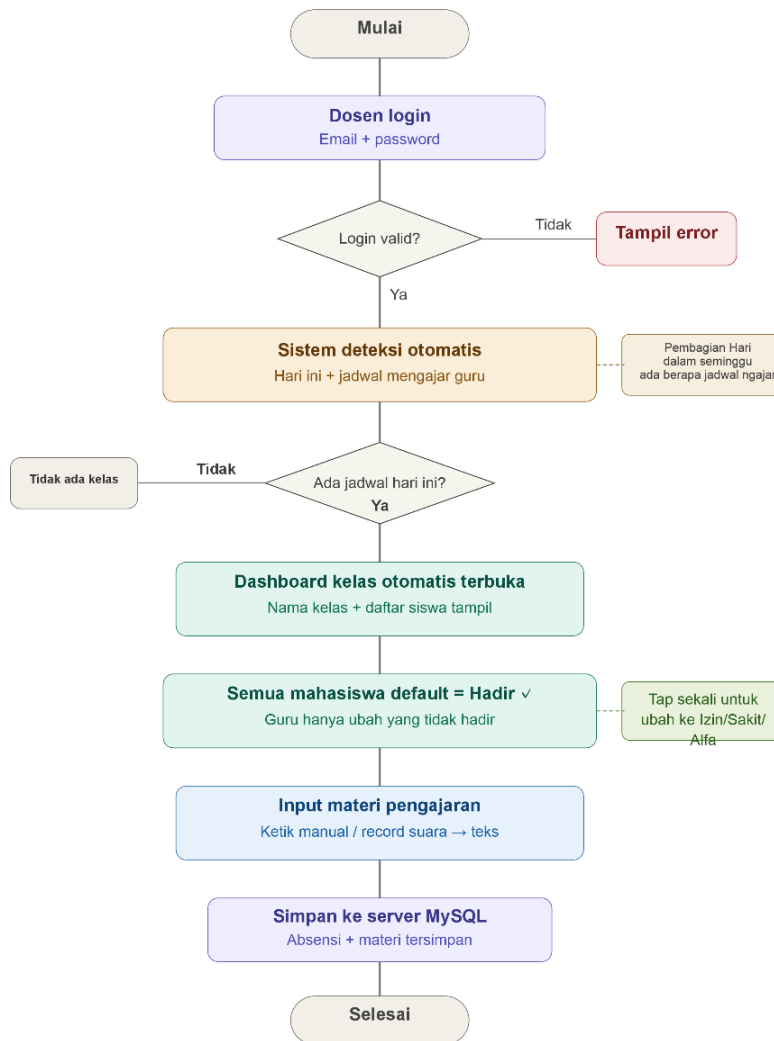 Mulai
Dosen login
Email + password
Login valid?
Tidak
Tampil error
Ya
Sistem deteksi otomatis
Hari ini + jadwal mengajar guru
Pembagian Hari
dalam seminggu
ada berapa jadwal ngajar
Tidak ada kelas
Tidak
Ada jadwal hari ini?
Ya
Dashboard kelas otomatis terbuka
Nama kelas + daftar siswa tampil
Semua mahasiswa default = Hadir ✓
Guru hanya ubah yang tidak hadir
Tap sekali untuk
ubah ke Izin/Sakit/
Alfa
Input materi pengajaran
Ketik manual / record suara → teks
Simpan ke server MySQL
Absensi + materi tersimpan
Selesai